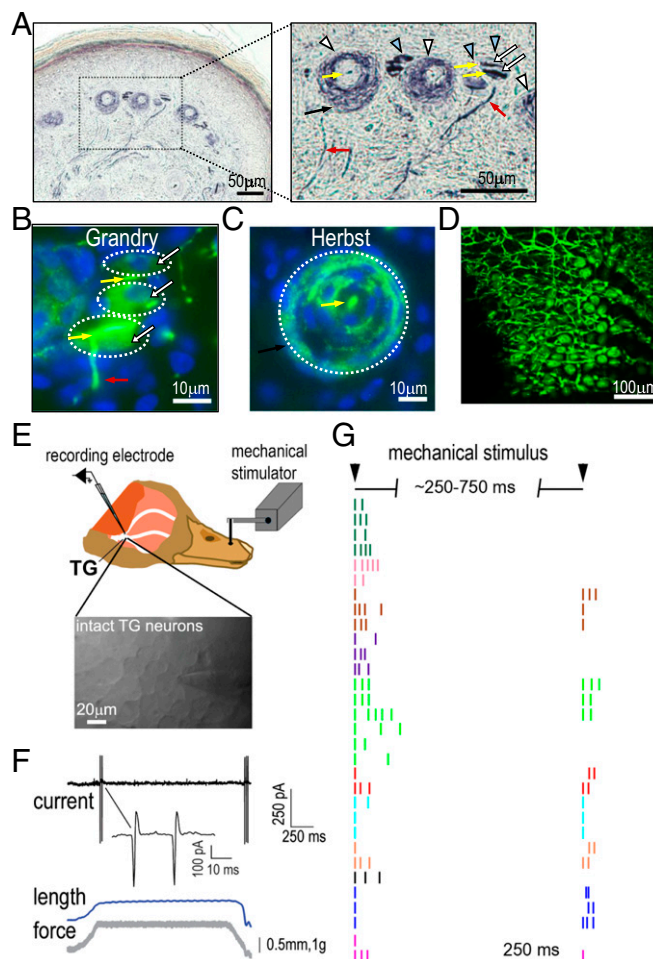 A
50μm
50μm
B
Grandry
10μm
C
Herbst
10μm
D
100μm
E
recording electrode
mechanical
stimulator
TG
intact TG neurons
20μm
F
current
250 pA
250 ms
100 pA
10 ms
length
force
0.5mm,1g
G
mechanical stimulus
~250-750 ms
250 ms